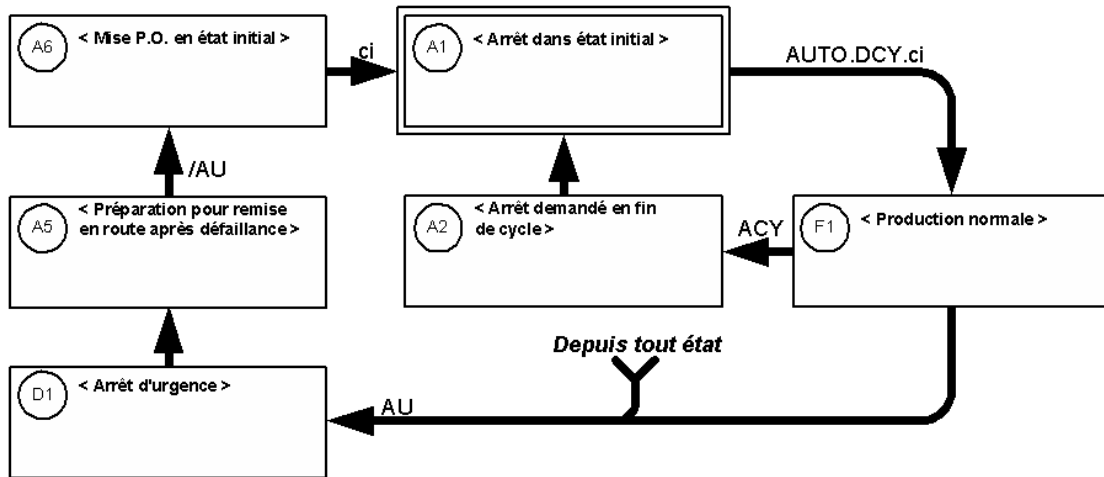 A6
< Mise P.O. en état initial >
ci
A1
< Arrêt dans état initial >
AUTO.DCY.ci
/AU
A5
< Préparation pour remise
en route après défaillance >
A2
< Arrêt demandé en fin
de cycle >
ACY
F1
< Production normale >
Depuis tout état
D1
< Arrêt d'urgence >
AU